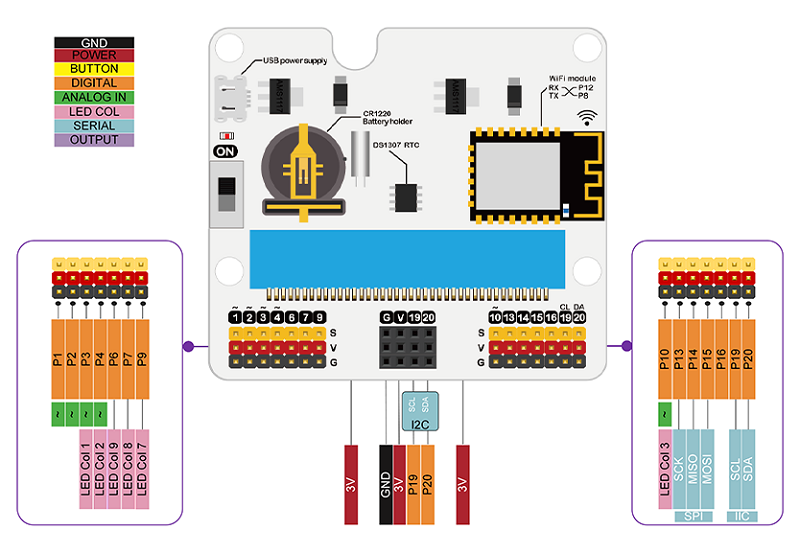 GND
POWER
BUTTON
DIGITAL
ANALOG IN
LED COL
SERIAL
OUTPUT
USB power supply
AMS1117
AMS1117
WiFi module
RX P12
TX P8
CR1220
Battery holder
DS1307 RTC
ON
~ ~ ~ ~
1 2 3 4 6 7 9
S
V
G
G V 19 20
~ CL DA
10 13 14 15 16 19 20
S
V
G
P1 P2 P3 P4 P6 P7 P9
~ ~ ~ ~
LED Col 1
LED Col 2
LED Col 9
LED Col 8
LED Col 7
SCL SDA
I2C
3V
GND
3V
P19
P20
3V
P10 P13 P14 P15 P16 P19 P20
~
LED Col 3
SCK
MISO
MOSI
SCL
SDA
SPI
IIC